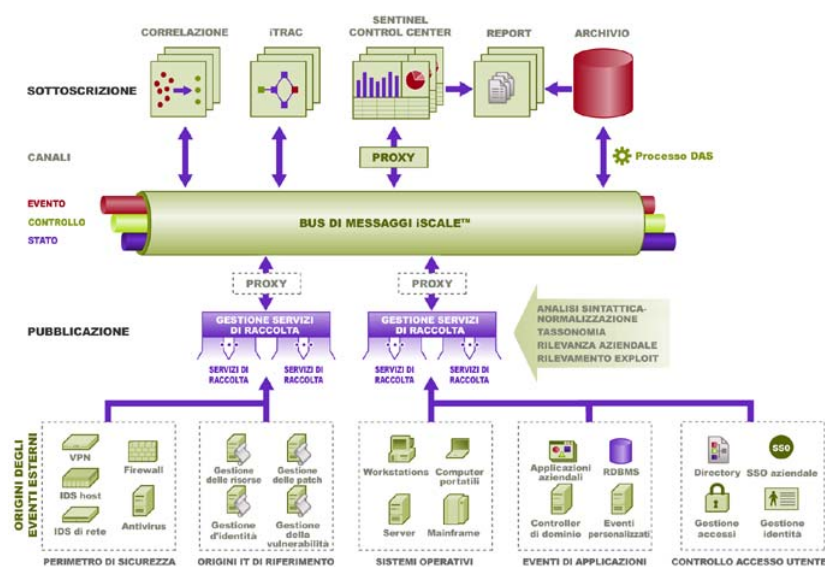 CORRELAZIONE
iTRAC
SENTINEL
CONTROL CENTER
REPORT
ARCHIVIO
SOTTOSCRIZIONE
CANALI
PROXY
Processo DAS
EVENTO
CONTROLLO
STATO
BUS DI MESSAGGI iSCALE™
PROXY
PROXY
PUBBLICAZIONE
GESTIONE SERVIZI
DI RACCOLTA
GESTIONE SERVIZI
DI RACCOLTA
SERVIZI DI
RACCOLTA
SERVIZI DI
RACCOLTA
SERVIZI DI
RACCOLTA
SERVIZI DI
RACCOLTA
ANALISI SINTATTICA-
NORMALIZZAZIONE
TASSONOMIA
RILEVANZA AZIENDALE
RILEVAMENTO EXPLOIT
ORIGINI DEGLI
EVENTI ESTERNI
VPN
Firewall
IDS host
IDS di rete
Antivirus
PERIMETRO DI SICUREZZA
Gestione
delle risorse
Gestione
delle patch
Gestione
d'identità
Gestione
della
vulnerabilità
ORIGINI IT DI RIFERIMENTO
Workstations
Computer
portatili
Server
Mainframe
SISTEMI OPERATIVI
Applicazioni
aziendali
RDBMS
Controller
di dominio
Eventi
personalizzati
EVENTI DI APPLICAZIONI
Directory
SSO
SSO aziendale
Gestione
accessi
Gestione
identità
CONTROLLO ACCESSO UTENTE